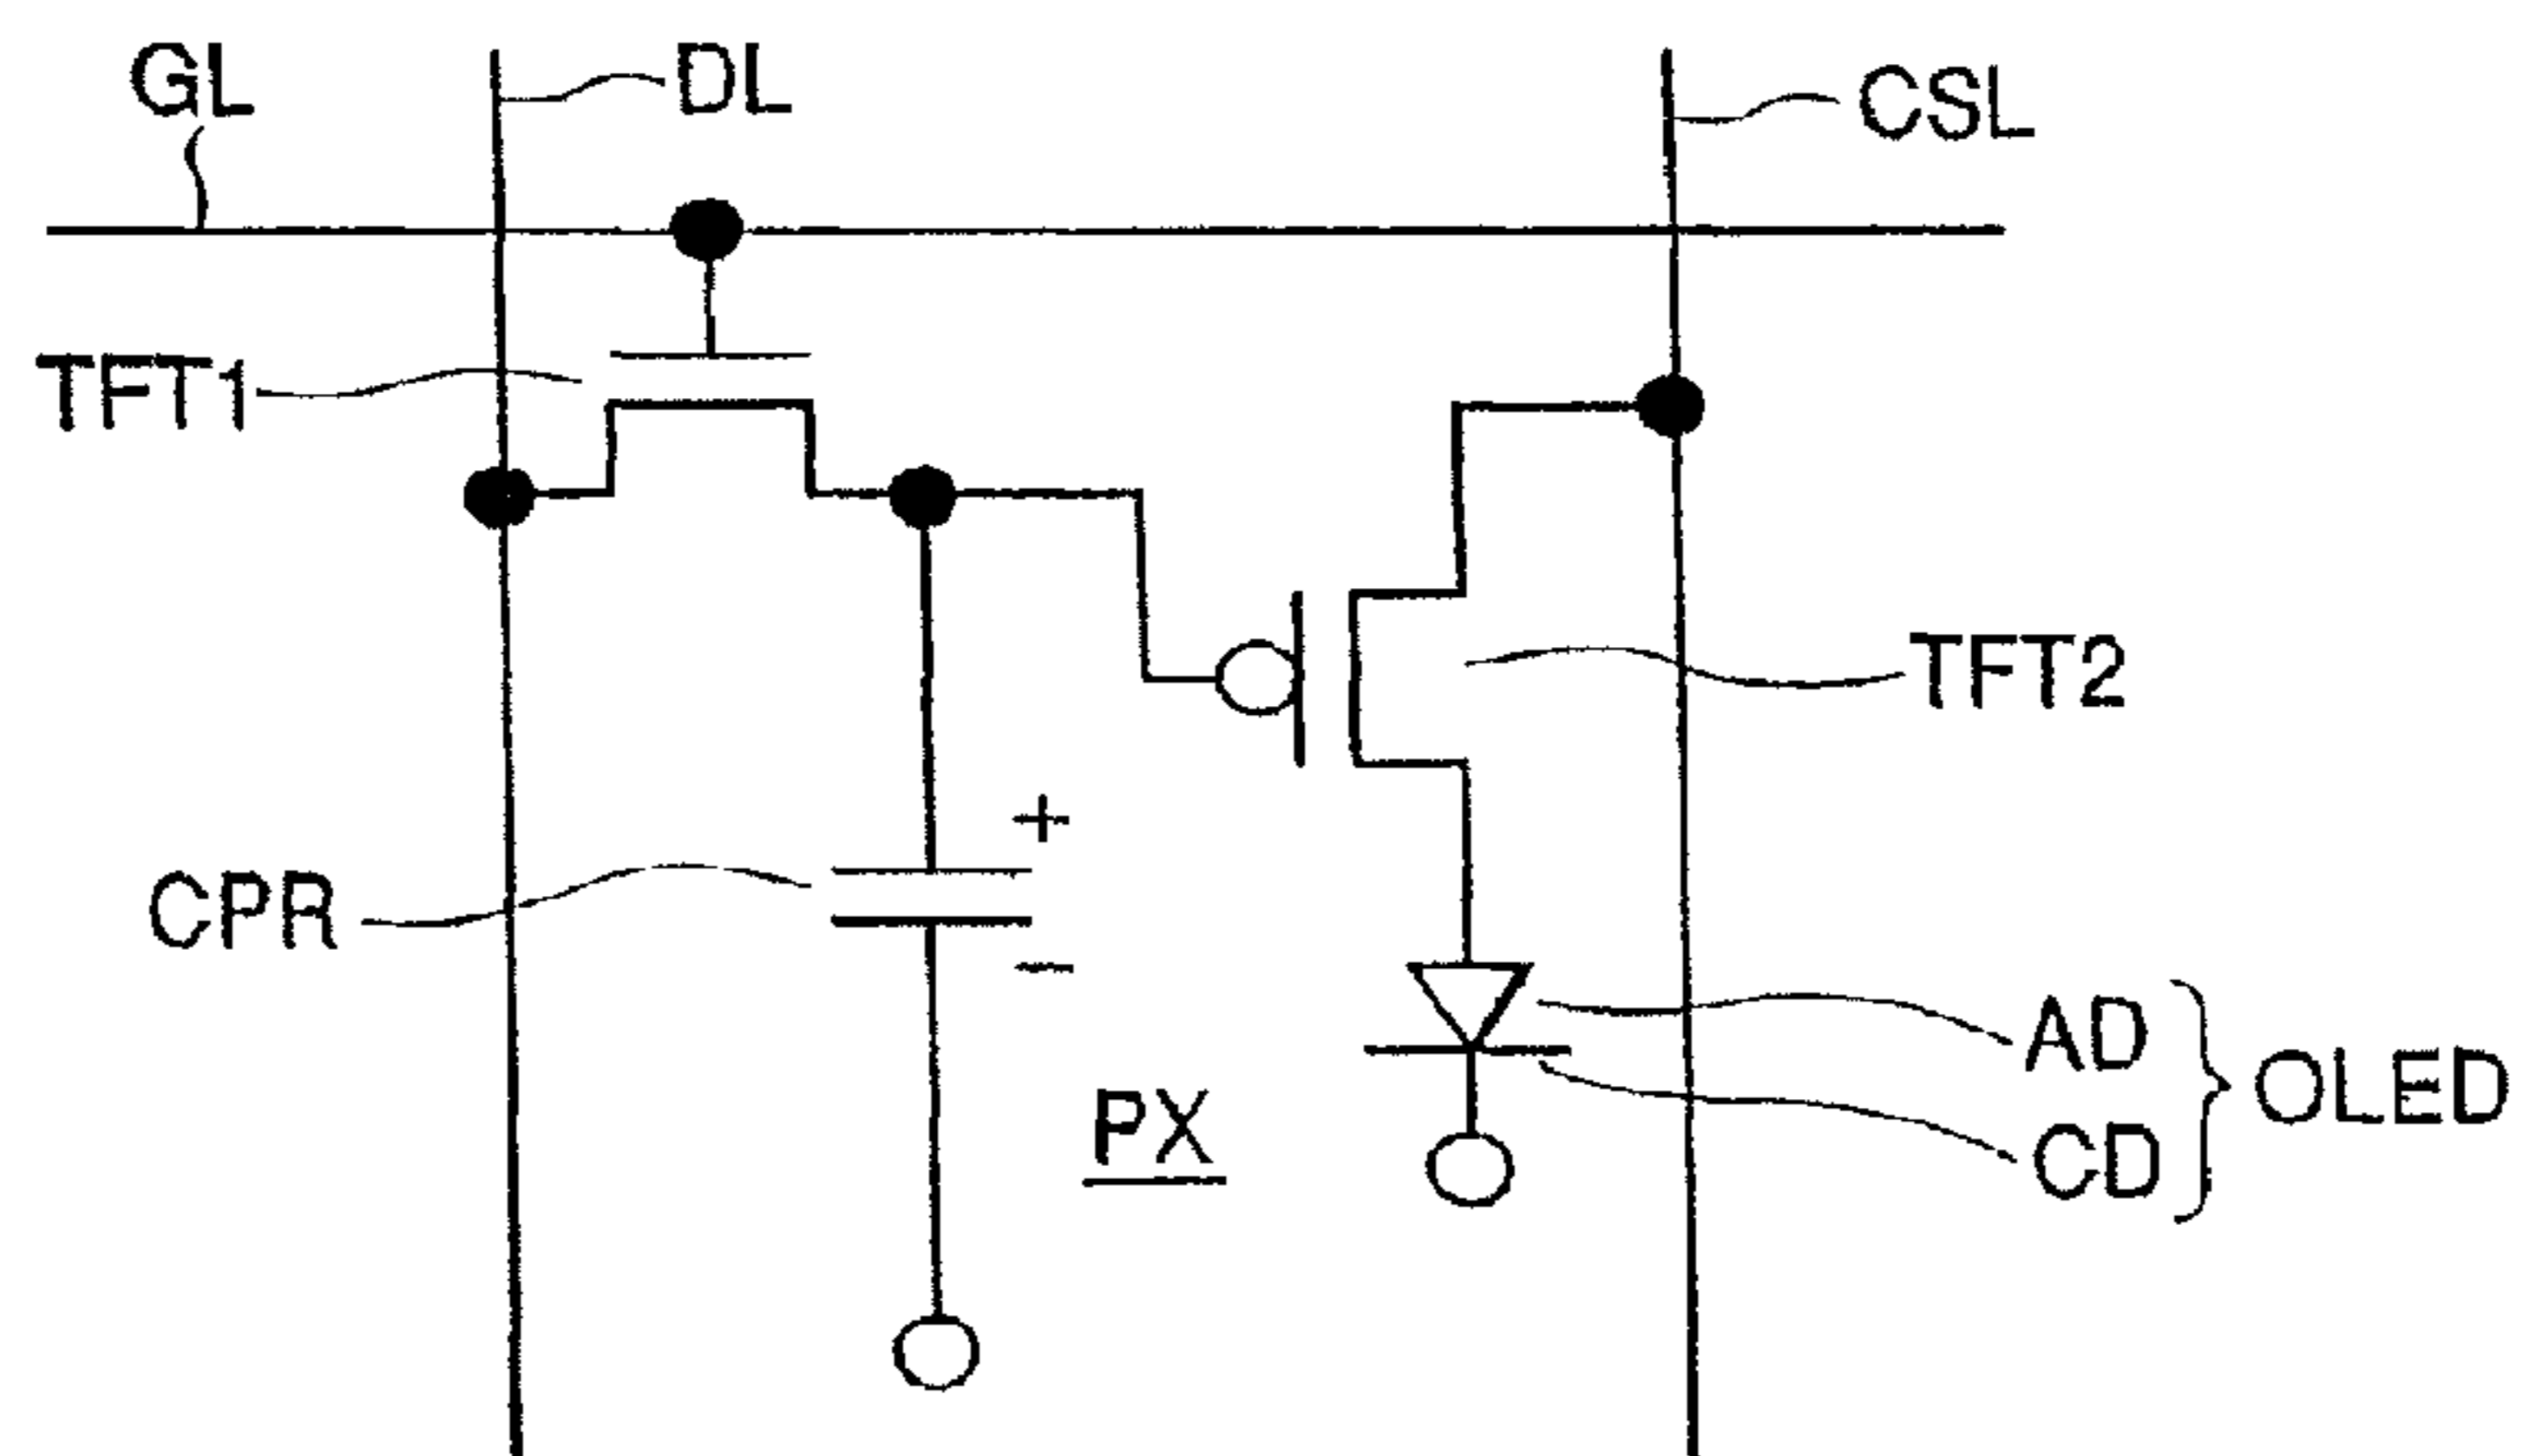 GL
DL
CSL
TFT1
TFT2
CPR
+
−
AD
CD
OLED
PX